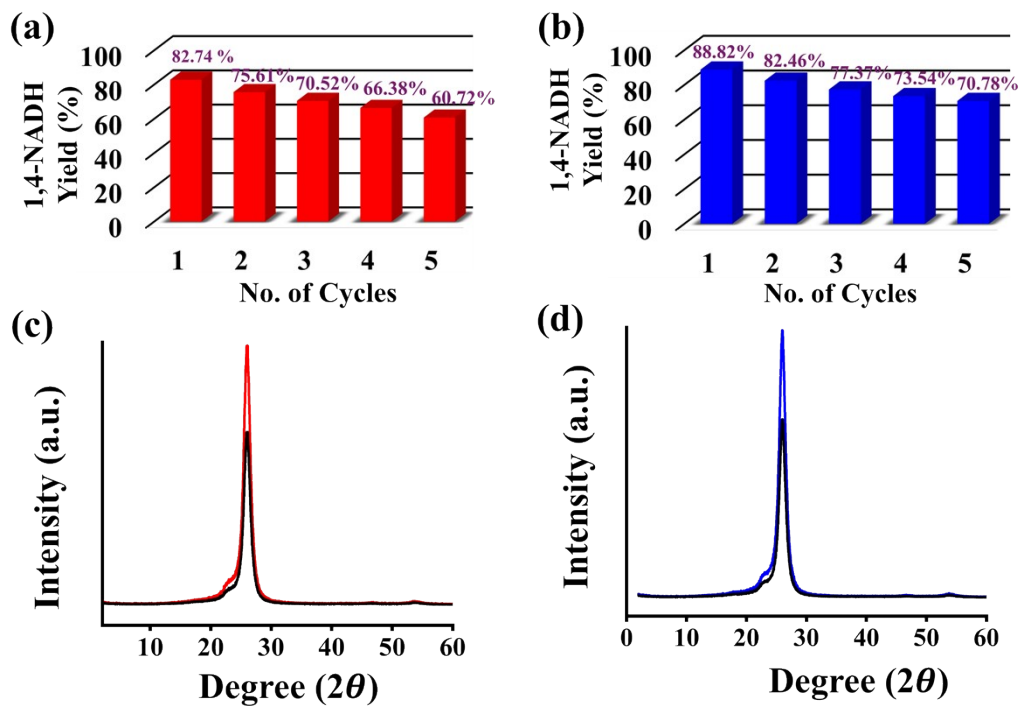 (a)
1,4-NADH
Yield (%)
100
80
60
40
20
0
82.74 %
75.61%
70.52%
66.38%
60.72%
1 2 3 4 5
No. of Cycles
(b)
1,4-NADH
Yield (%)
100
80
60
40
20
0
88.82%
82.46%
77.37%
73.54%
70.78%
1 2 3 4 5
No. of Cycles
(c)
Intensity (a.u.)
10 20 30 40 50 60
Degree (2θ)
(d)
Intensity (a.u.)
0 10 20 30 40 50 60
Degree (2θ)